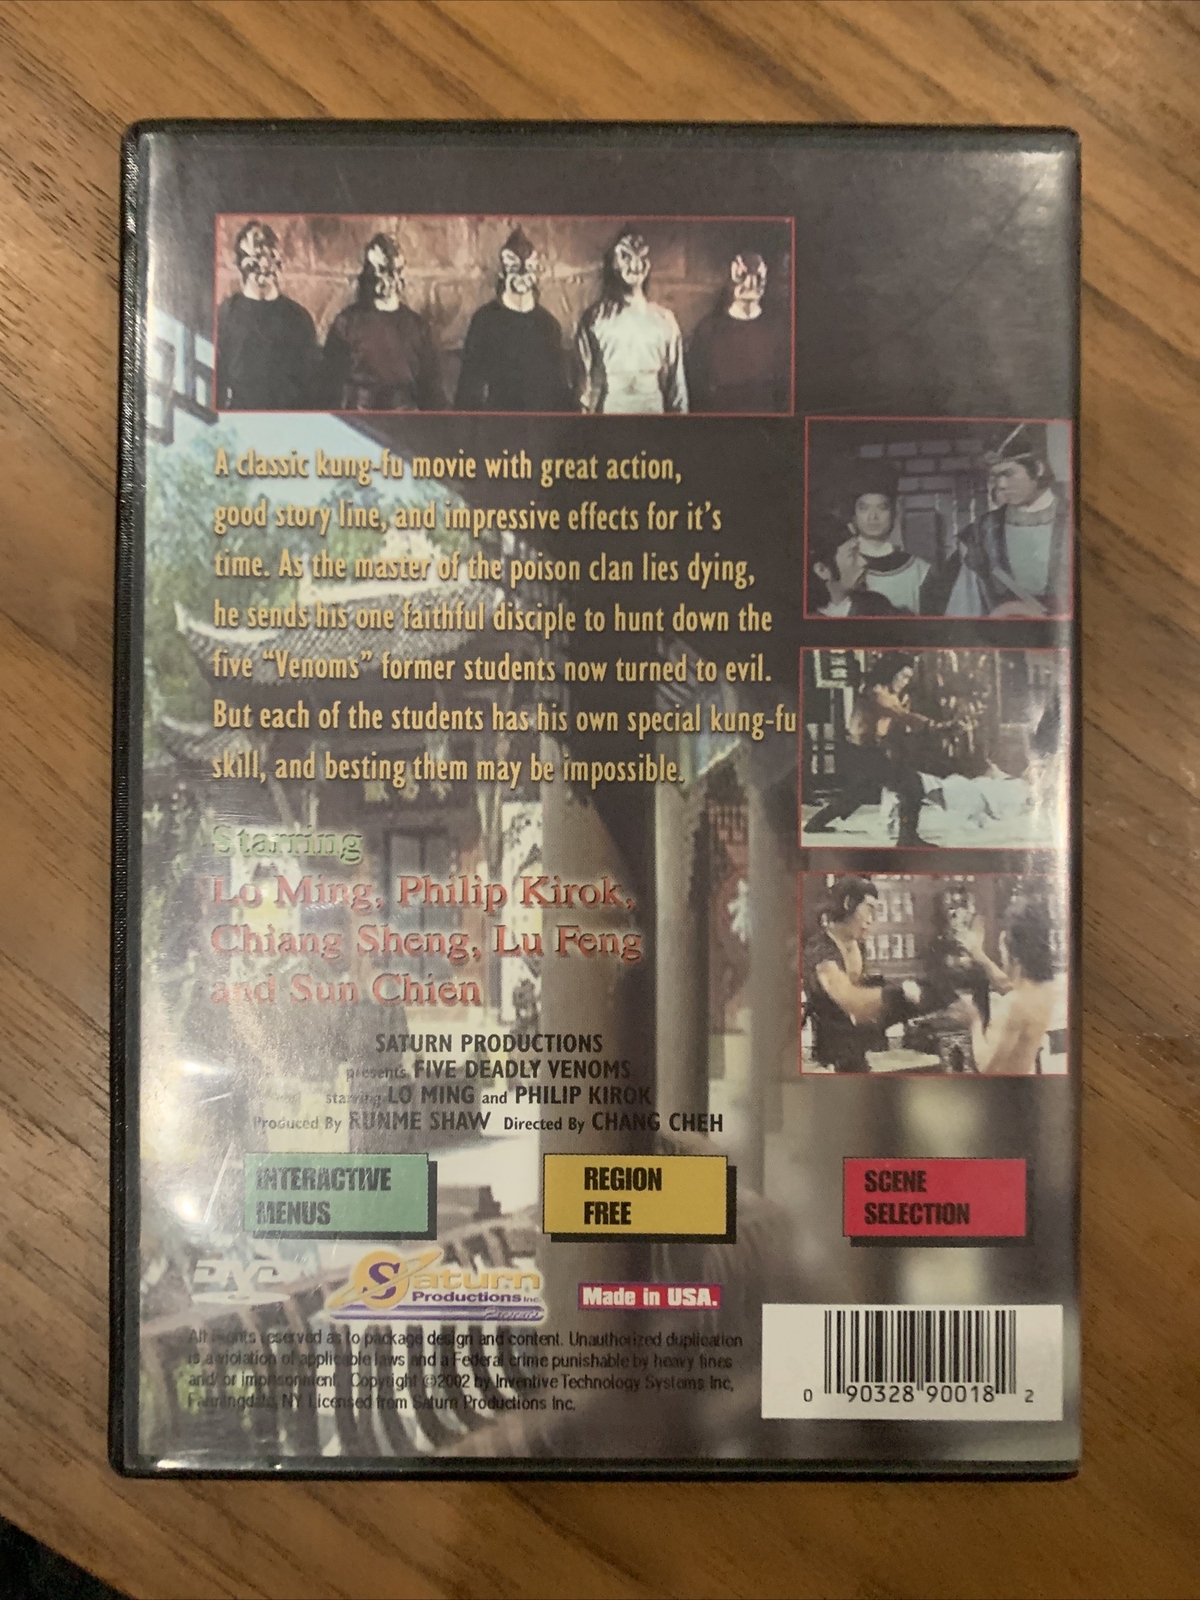 A classic kung-fu movie with great action,
good story line, and impressive effects for it's
time. As the master of the poison clan lies dying,
he sends his one faithful disciple to hunt down the
five “Venoms” former students now turned to evil.
But each of the students has his own special kung-fu
skill, and besting them may be impossible.
Starring
Lo Ming, Philip Kirok,
Chiang Sheng, Lu Feng
and Sun Chien
SATURN PRODUCTIONS
presents FIVE DEADLY VENOMS
starring LO MING and PHILIP KIROK
Produced By RUNME SHAW Directed By CHANG CHEH
INTERACTIVE
MENUS
REGION
FREE
SCENE
SELECTION
DVD
Saturn
Productions Inc.
Made in USA.
All rights reserved as to package design and content. Unauthorized duplication
is a violation of applicable laws and a Federal crime punishable by heavy fines
and/or imprisonment. Copyright ©2002 by Inventive Technology Systems Inc,
Farmingdale, NY Licensed from Saturn Productions Inc.
0 90328 90018 2